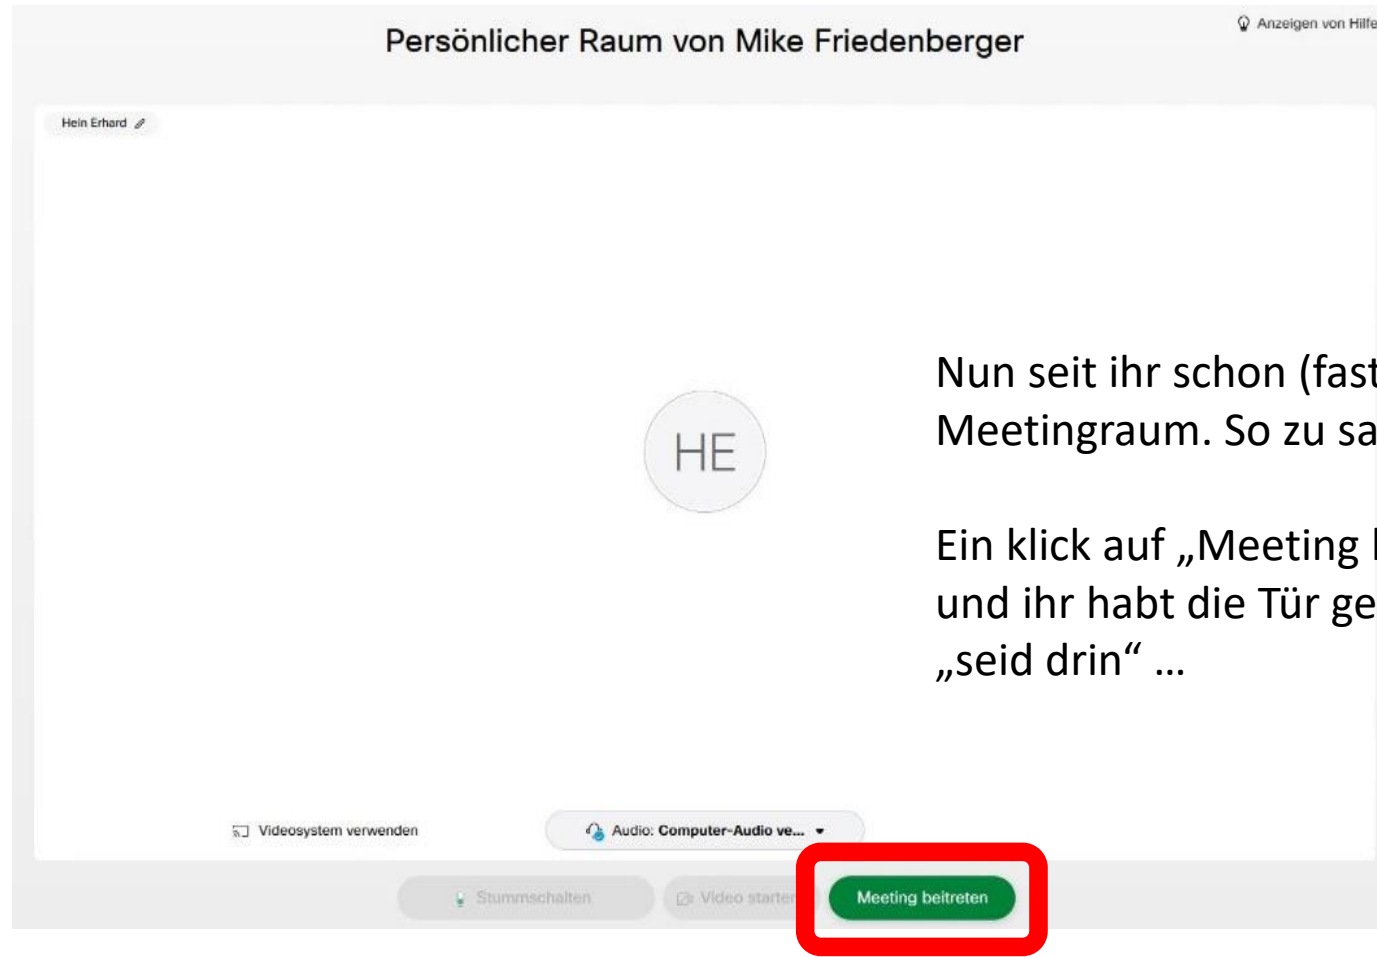 Persönlicher Raum von Mike Friedenberger
Anzeigen von Hilfe
Hein Erhard
HE
Nun seit ihr schon (fast
Meetingraum. So zu sa
Ein klick auf „Meeting
und ihr habt die Tür ge
„seid drin“ ...
Videosystem verwenden
Audio: Computer-Audio ve...
Stummschalten
Video starten
Meeting beitreten